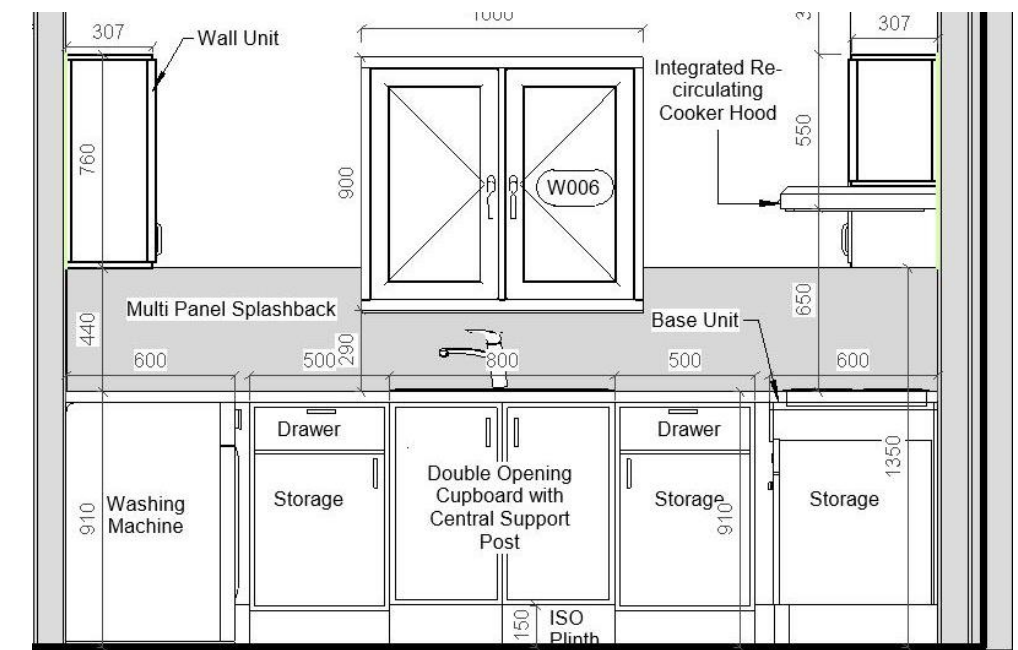 1000
307
307
Wall Unit
Integrated Re-
circulating
Cooker Hood
550
760
900
W006
Multi Panel Splashback
650
Base Unit
440
290
600
500
800
500
600
Drawer
Drawer
1350
Double Opening
Cupboard with
Central Support
Post
Storage
Storage
Storage
Washing
Machine
910
910
150
ISO
Plinth